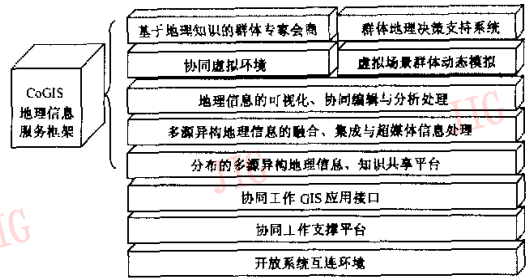 基于地理知识的群体专家会商
群体地理决策支持系统
协同虚拟环境
虚拟场景群体动态模拟
CoGIS
地理信息
服务框架
地理信息的可视化、协同编辑与分析处理
多源异构地理信息的融合、集成与超媒体信息处理
分布的多源异构地理信息、知识共享平台
协同工作 GIS 应用接口
协同工作支撑平台
开放系统互连环境
JIG
JIG
JIG